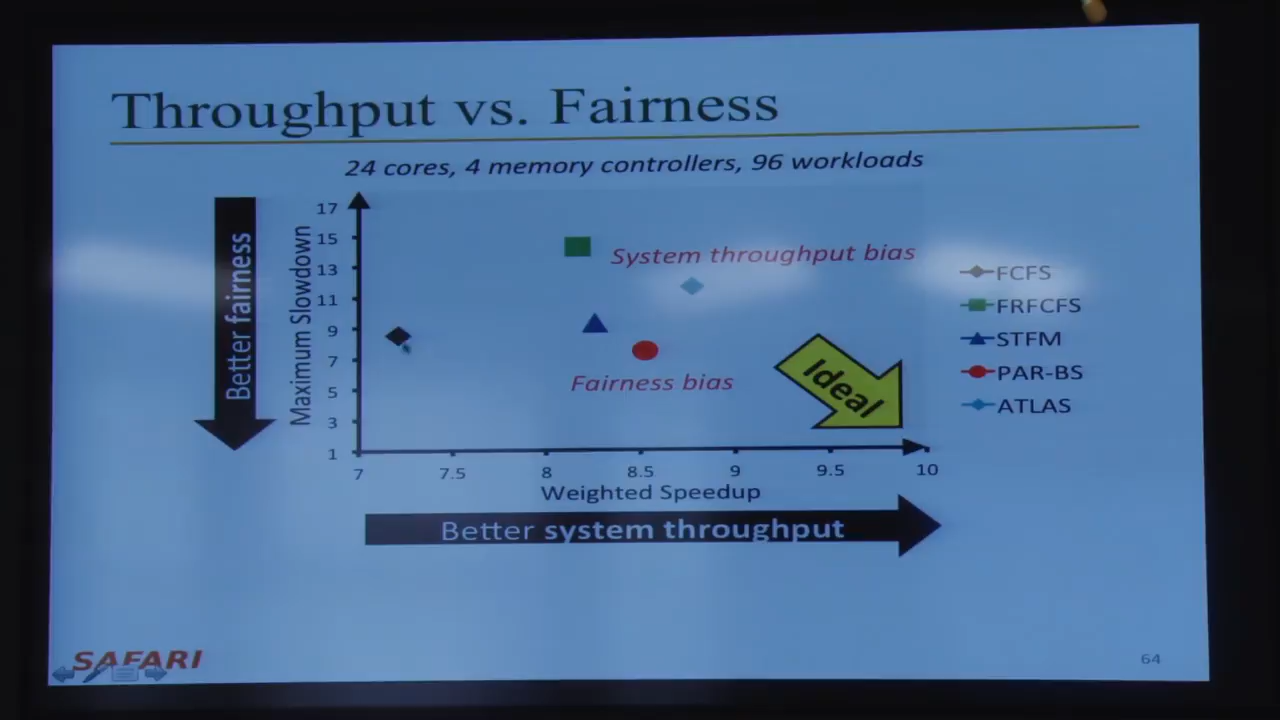 Throughput vs. Fairness
24 cores, 4 memory controllers, 96 workloads
Better fairness
Maximum Slowdown
17
15
13
11
9
7
5
3
1
System throughput bias
Fairness bias
Ideal
FCFS
FRFCFS
STFM
PAR-BS
ATLAS
7 7.5 8 8.5 9 9.5 10
Weighted Speedup
Better system throughput
SAFARI
64